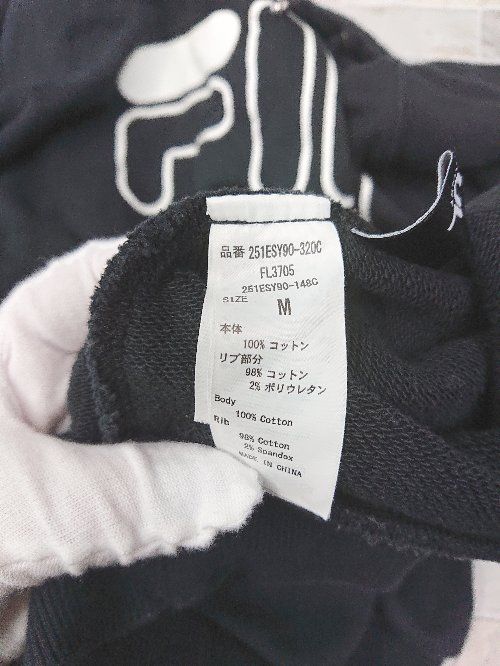 FIL
品番 251ESY90-320C
FL3705
251ESY90-148C
SIZE
M
本体
100% コットン
リブ部分
98% コットン
2% ポリウレタン
Body
100% Cotton
Rib
98% Cotton
2% Spandex
MADE IN CHINA